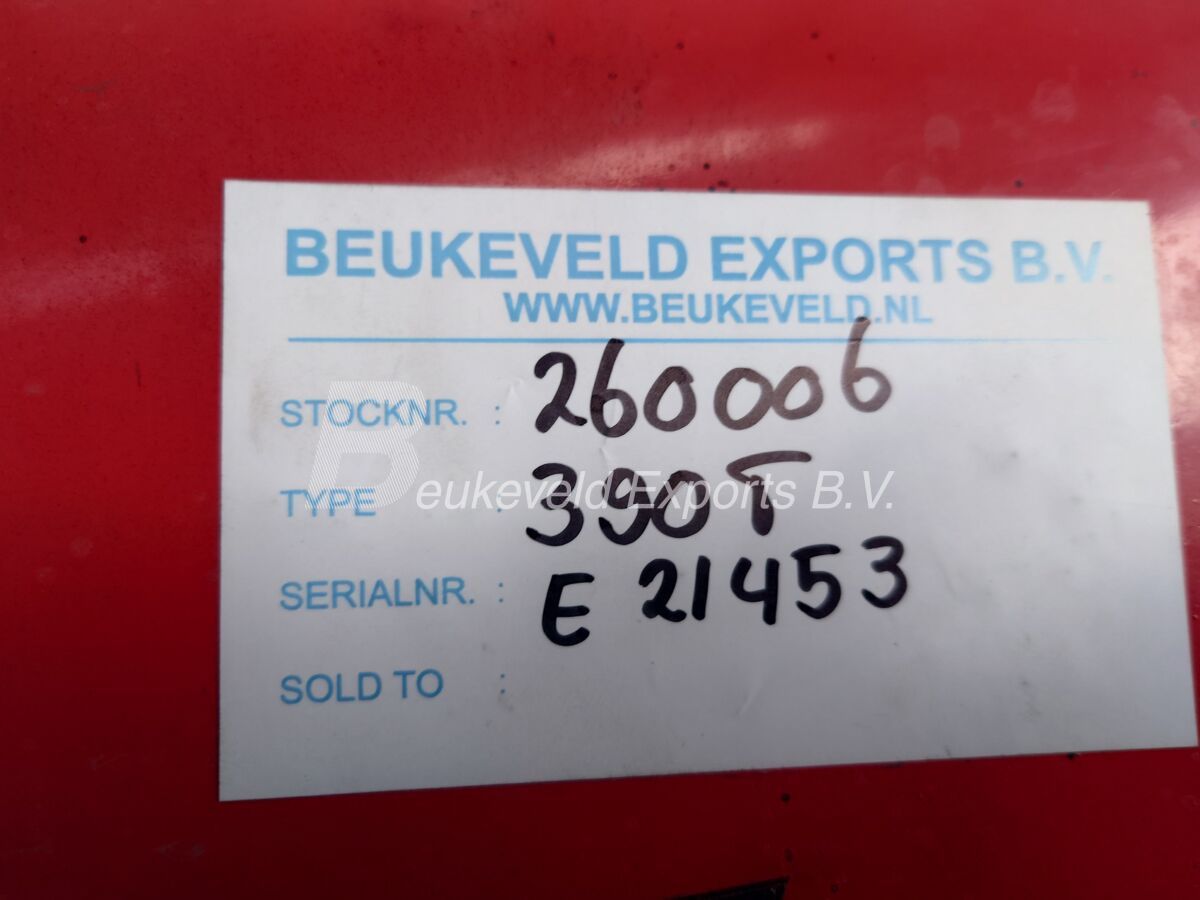 BEUKEVELD EXPORTS B.V.
WWW.BEUKEVELD.NL
STOCKNR. : 260006
TYPE : 390T
SERIALNR. : E 21453
SOLD TO :
Beukeveld Exports B.V.